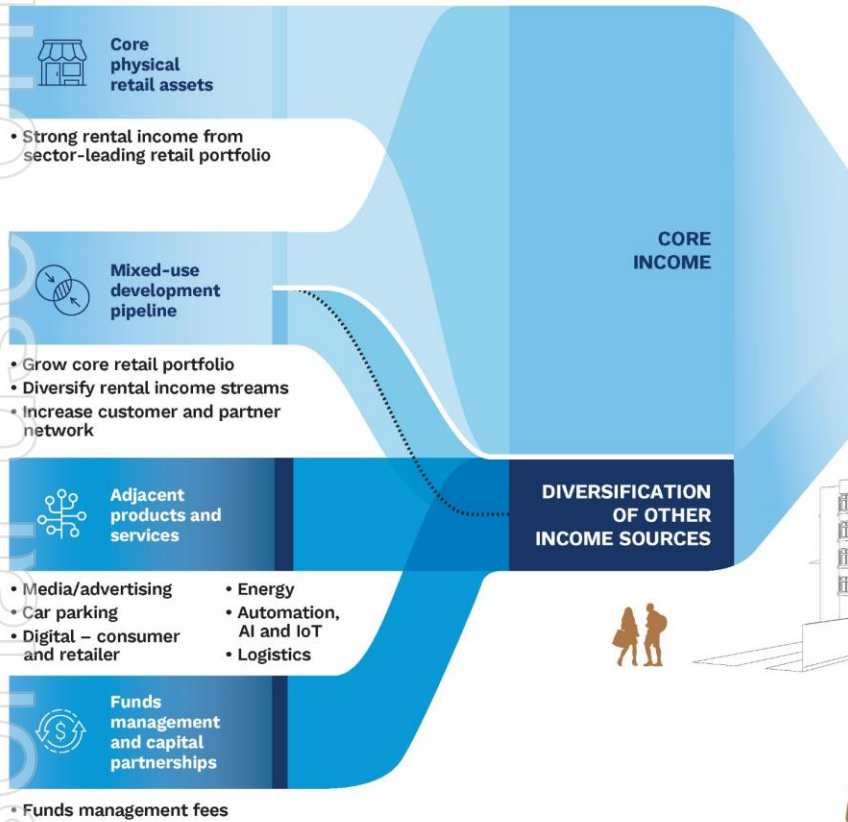 Core
physical
retail assets
• Strong rental income from
sector-leading retail portfolio
Mixed-use
development
pipeline
• Grow core retail portfolio
• Diversify rental income streams
• Increase customer and partner
network
Adjacent
products and
services
• Media/advertising
• Car parking
• Digital – consumer
and retailer
• Energy
• Automation,
AI and IoT
• Logistics
Funds
management
and capital
partnerships
• Funds management fees
CORE
INCOME
DIVERSIFICATION
OF OTHER
INCOME SOURCES